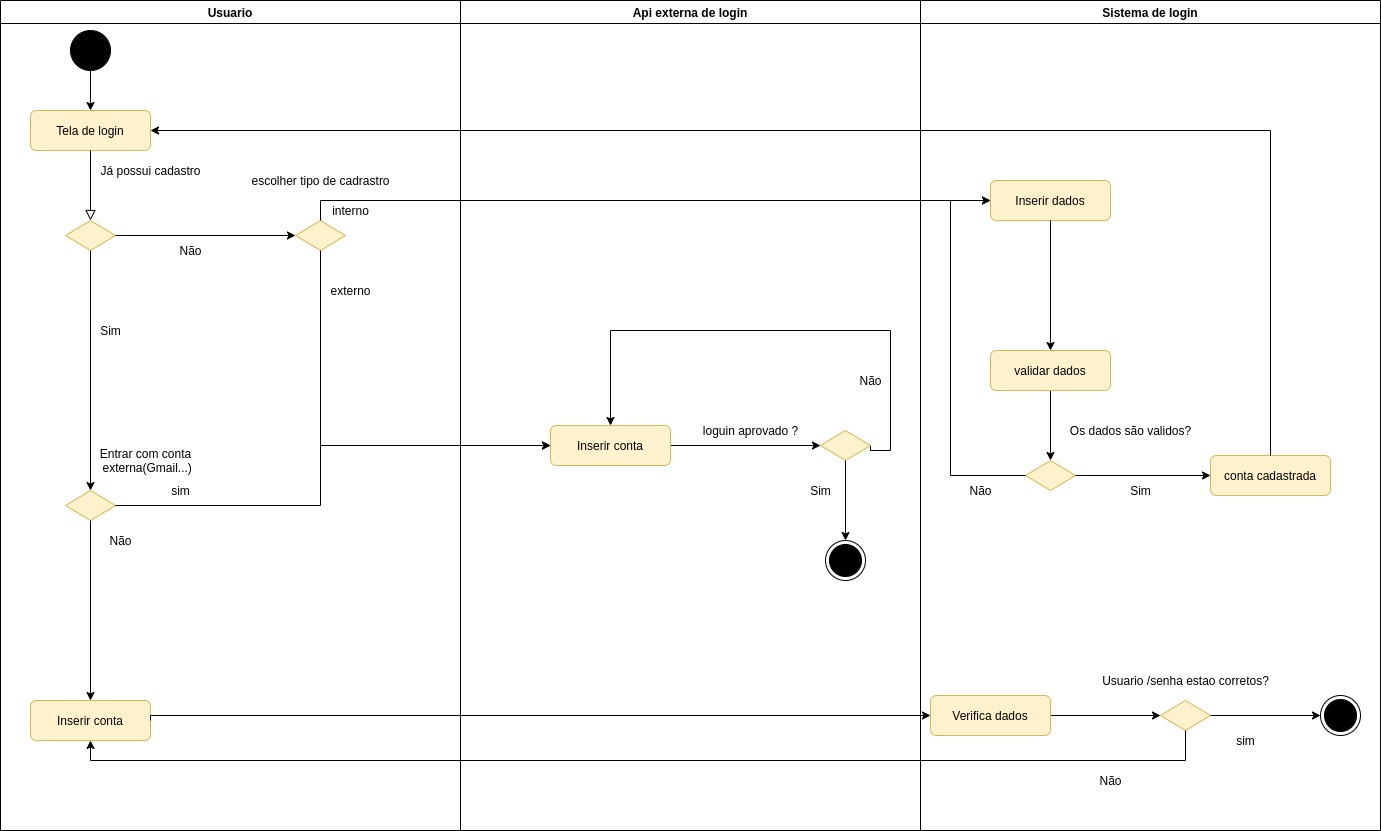 Usuario
Api externa de login
Sistema de login
Tela de login
Já possui cadastro
escolher tipo de cadrastro
interno
Inserir dados
Não
externo
Sim
validar dados
Não
Entrar com conta
externa(Gmail...)
sim
Inserir conta
loguin aprovado ?
Os dados são validos?
Sim
Não
Sim
conta cadastrada
Não
Inserir conta
Verifica dados
Usuario /senha estao corretos?
sim
Não